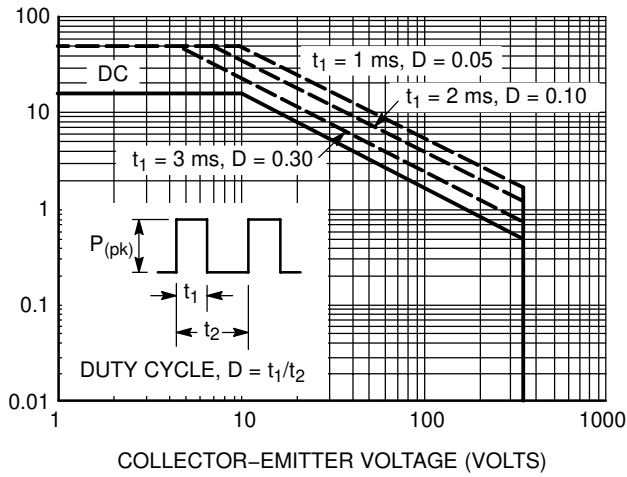 100
10
1
0.1
0.01
DC
t₁ = 1 ms, D = 0.05
t₁ = 2 ms, D = 0.10
t₁ = 3 ms, D = 0.30
P(pk)
t₁
t₂
DUTY CYCLE, D = t₁/t₂
1 10 100 1000
COLLECTOR–EMITTER VOLTAGE (VOLTS)